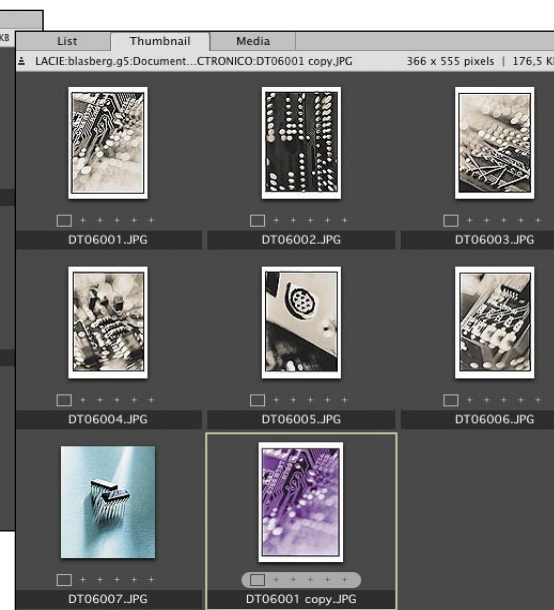 KB
List Thumbnail Media
LACIE:blasberg.g5:Document...CTRONICO:DT06001 copy.JPG 366 x 555 pixels | 176,5 K
DT06001.JPG DT06002.JPG DT06003.JPG
DT06004.JPG DT06005.JPG DT06006.JPG
DT06007.JPG DT06001 copy.JPG